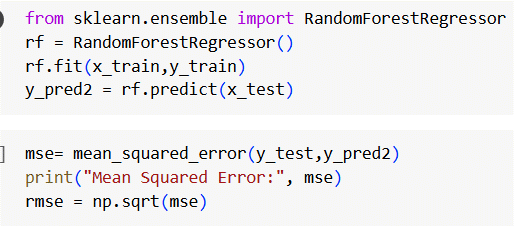 from sklearn.ensemble import RandomForestRegressor
rf = RandomForestRegressor()
rf.fit(x_train,y_train)
y_pred2 = rf.predict(x_test)
] mse= mean_squared_error(y_test,y_pred2)
print("Mean Squared Error:", mse)
rmse = np.sqrt(mse)